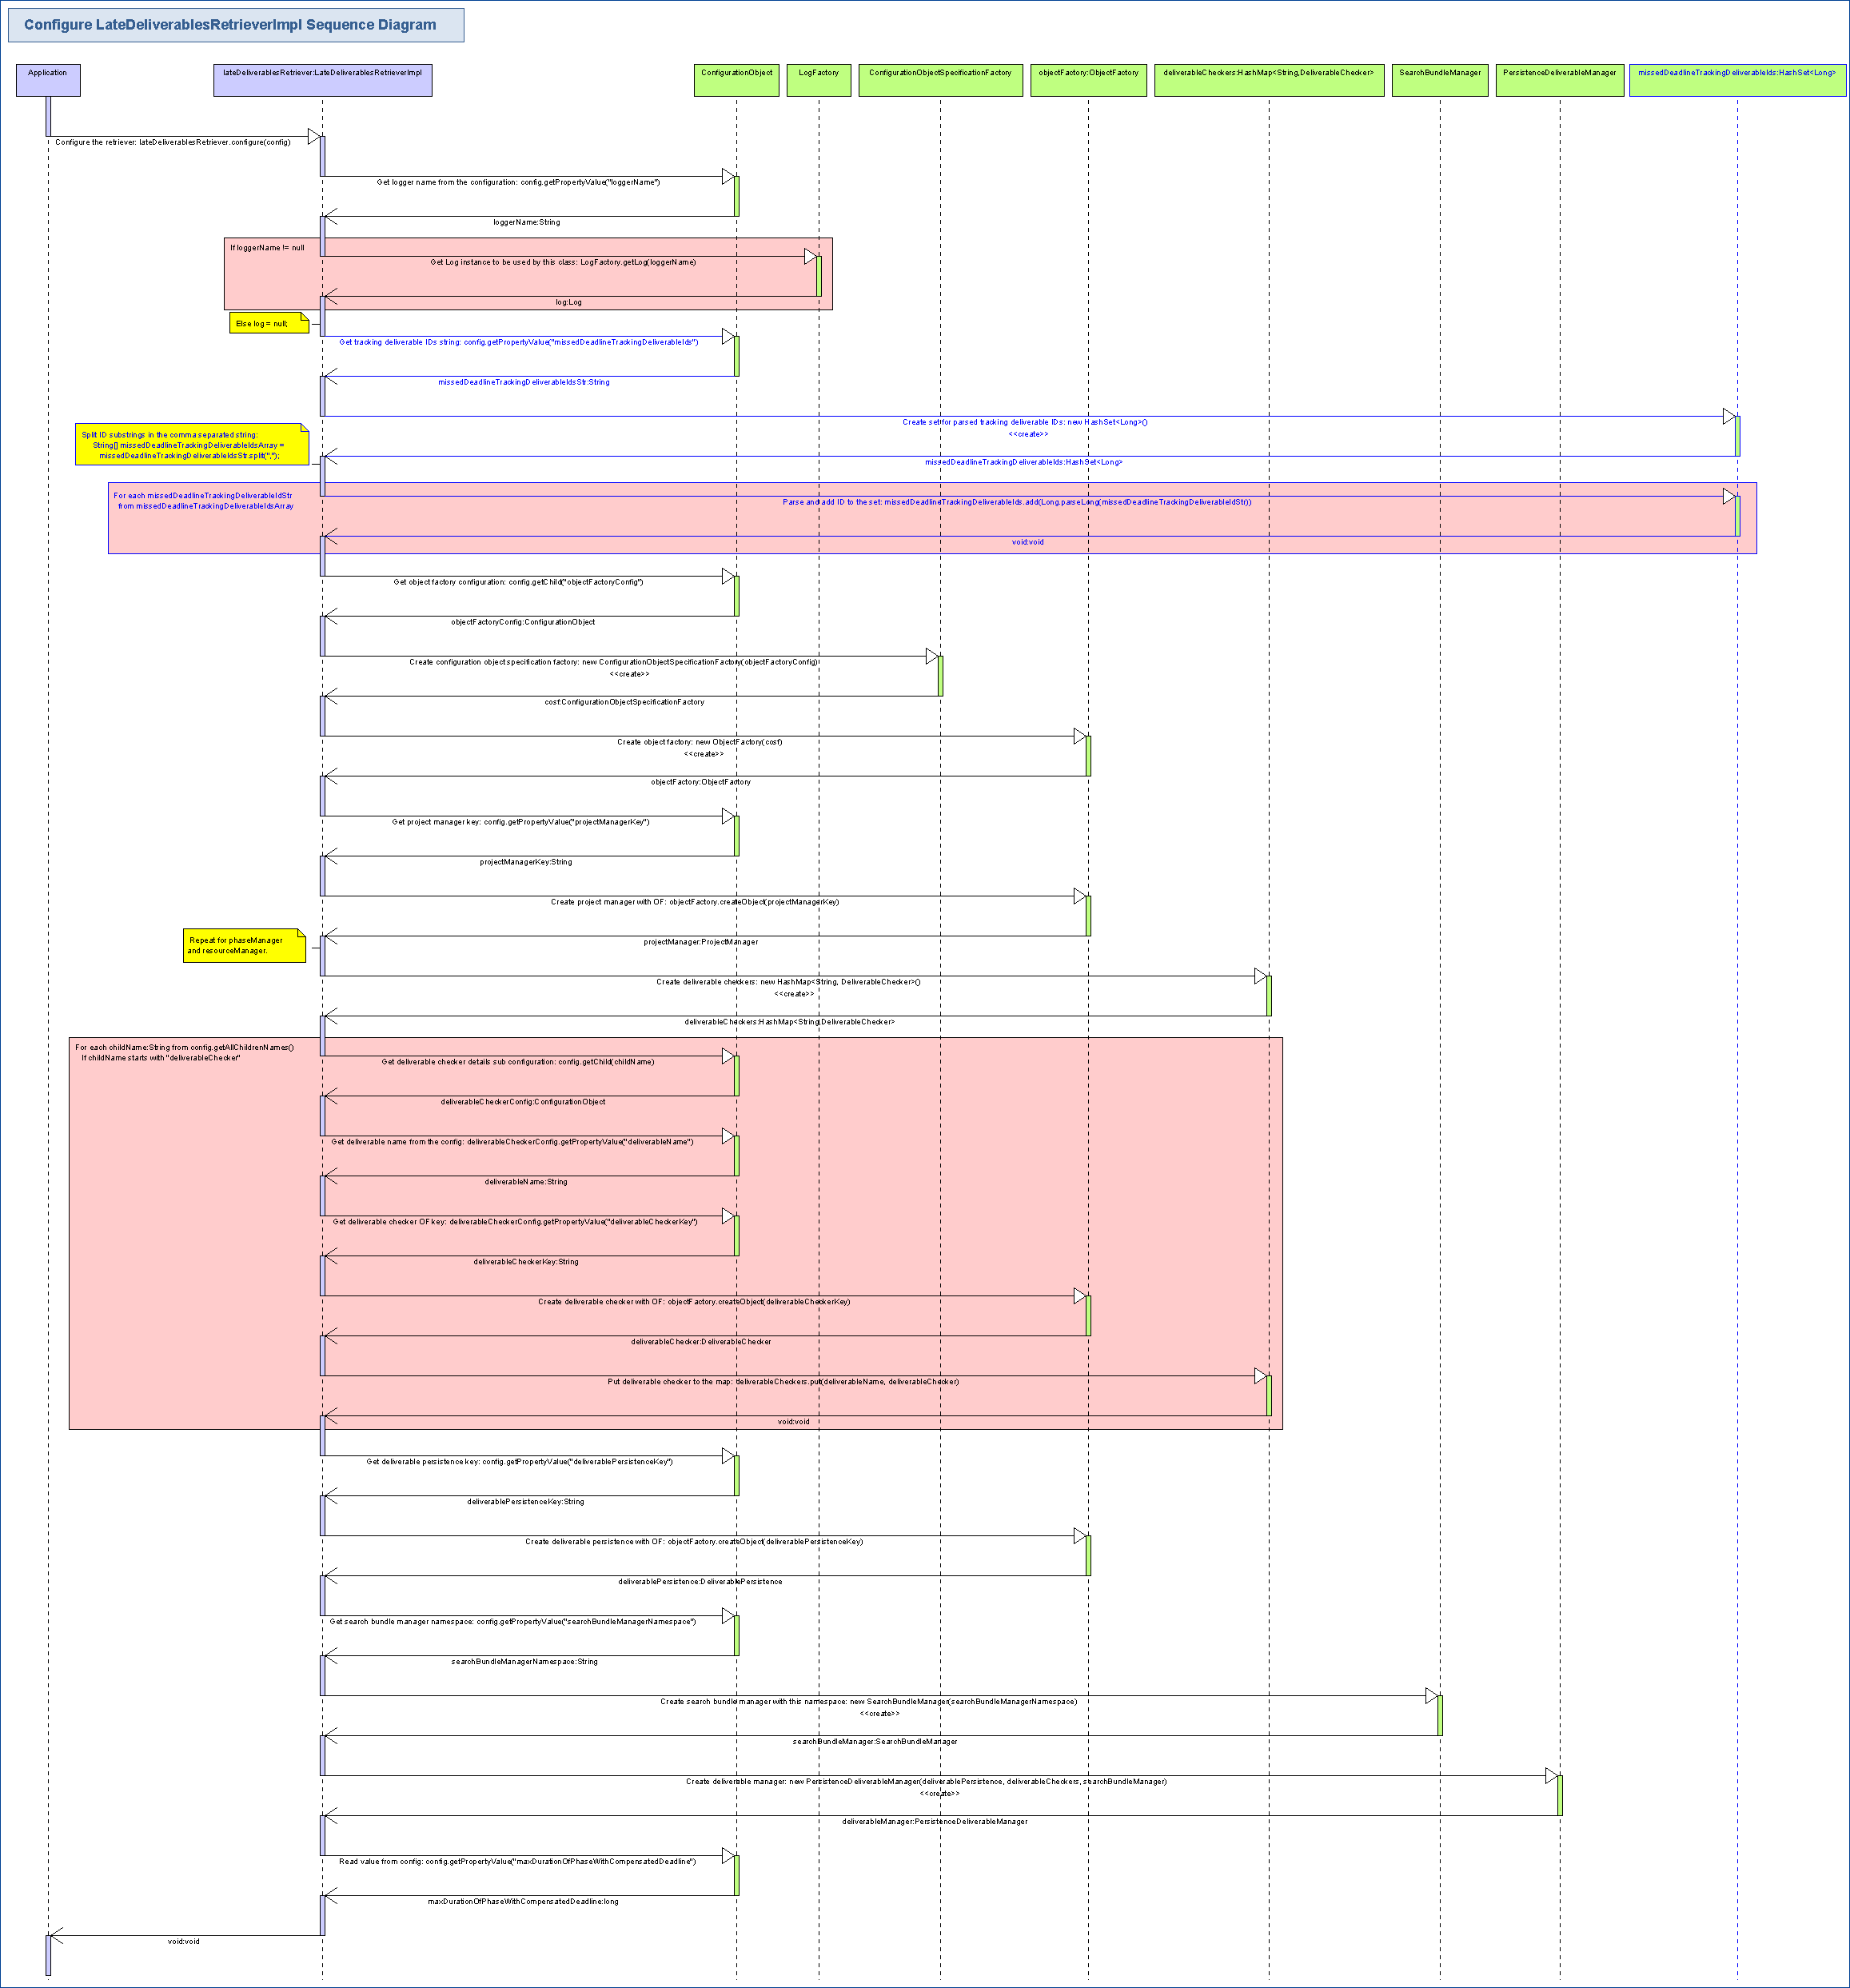 Configure LateDeliverablesRetrieverImpl Sequence Diagram
Application
lateDeliverablesRetriever:LateDeliverablesRetrieverImpl
ConfigurationObject
LogFactory
ConfigurationObjectSpecificationFactory
objectFactory:ObjectFactory
deliverableCheckers:HashMap<String,DeliverableChecker>
SearchBundleManager
PersistenceDeliverableManager
missedDeadlineTrackingDeliverableIds:HashSet<Long>
Configure the retriever: lateDeliverablesRetriever.configure(config)
Get logger name from the configuration: config.getPropertyValue("loggerName")
loggerName:String
If loggerName != null
Get Log instance to be used by this class: LogFactory.getLog(loggerName)
log:Log
Else log = null;
Get tracking deliverable IDs string: config.getPropertyValue("missedDeadlineTrackingDeliverableIds")
missedDeadlineTrackingDeliverableIdsStr:String
Create set for parsed tracking deliverable IDs: new HashSet<Long>()
<<create>>
Split ID substrings in the comma separated string:
String[] missedDeadlineTrackingDeliverableIdsArray =
missedDeadlineTrackingDeliverableIdsStr.split(",");
missedDeadlineTrackingDeliverableIds:HashSet<Long>
For each missedDeadlineTrackingDeliverableIdStr
from missedDeadlineTrackingDeliverableIdsArray
Parse and add ID to the set: missedDeadlineTrackingDeliverableIds.add(Long.parseLong(missedDeadlineTrackingDeliverableIdStr))
void:void
Get object factory configuration: config.getChild("objectFactoryConfig")
objectFactoryConfig:ConfigurationObject
Create configuration object specification factory: new ConfigurationObjectSpecificationFactory(objectFactoryConfig)
<<create>>
cosf:ConfigurationObjectSpecificationFactory
Create object factory: new ObjectFactory(cosf)
<<create>>
objectFactory:ObjectFactory
Get project manager key: config.getPropertyValue("projectManagerKey")
projectManagerKey:String
Create project manager with OF: objectFactory.createObject(projectManagerKey)
Repeat for phaseManager
and resourceManager.
projectManager:ProjectManager
Create deliverable checkers: new HashMap<String, DeliverableChecker>()
<<create>>
deliverableCheckers:HashMap<String,DeliverableChecker>
For each childName:String from config.getAllChildrenNames()
If childName starts with "deliverableChecker"
Get deliverable checker details sub configuration: config.getChild(childName)
deliverableCheckerConfig:ConfigurationObject
Get deliverable name from the config: deliverableCheckerConfig.getPropertyValue("deliverableName")
deliverableName:String
Get deliverable checker OF key: deliverableCheckerConfig.getPropertyValue("deliverableCheckerKey")
deliverableCheckerKey:String
Create deliverable checker with OF: objectFactory.createObject(deliverableCheckerKey)
deliverableChecker:DeliverableChecker
Put deliverable checker to the map: deliverableCheckers.put(deliverableName, deliverableChecker)
void:void
Get deliverable persistence key: config.getPropertyValue("deliverablePersistenceKey")
deliverablePersistenceKey:String
Create deliverable persistence with OF: objectFactory.createObject(deliverablePersistenceKey)
deliverablePersistence:DeliverablePersistence
Get search bundle manager namespace: config.getPropertyValue("searchBundleManagerNamespace")
searchBundleManagerNamespace:String
Create search bundle manager with this namespace: new SearchBundleManager(searchBundleManagerNamespace)
<<create>>
searchBundleManager:SearchBundleManager
Create deliverable manager: new PersistenceDeliverableManager(deliverablePersistence, deliverableCheckers, searchBundleManager)
<<create>>
deliverableManager:PersistenceDeliverableManager
Read value from config: config.getPropertyValue("maxDurationOfPhaseWithCompensatedDeadline")
maxDurationOfPhaseWithCompensatedDeadline:long
void:void